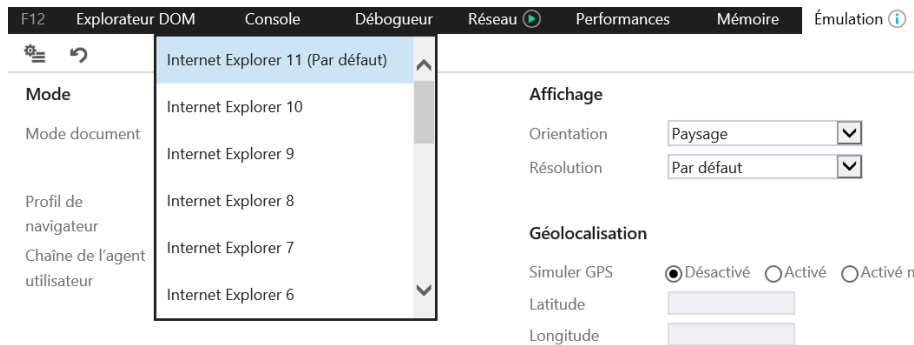 F12 Explorateur DOM Console Débogueur Réseau Performances Mémoire Émulation
Mode
Mode document
Profil de
navigateur
Chaîne de l'agent
utilisateur
Internet Explorer 11 (Par défaut)
Internet Explorer 10
Internet Explorer 9
Internet Explorer 8
Internet Explorer 7
Internet Explorer 6
Affichage
Orientation Paysage
Résolution Par défaut
Géolocalisation
Simuler GPS Désactivé Activé Activé
Latitude
Longitude